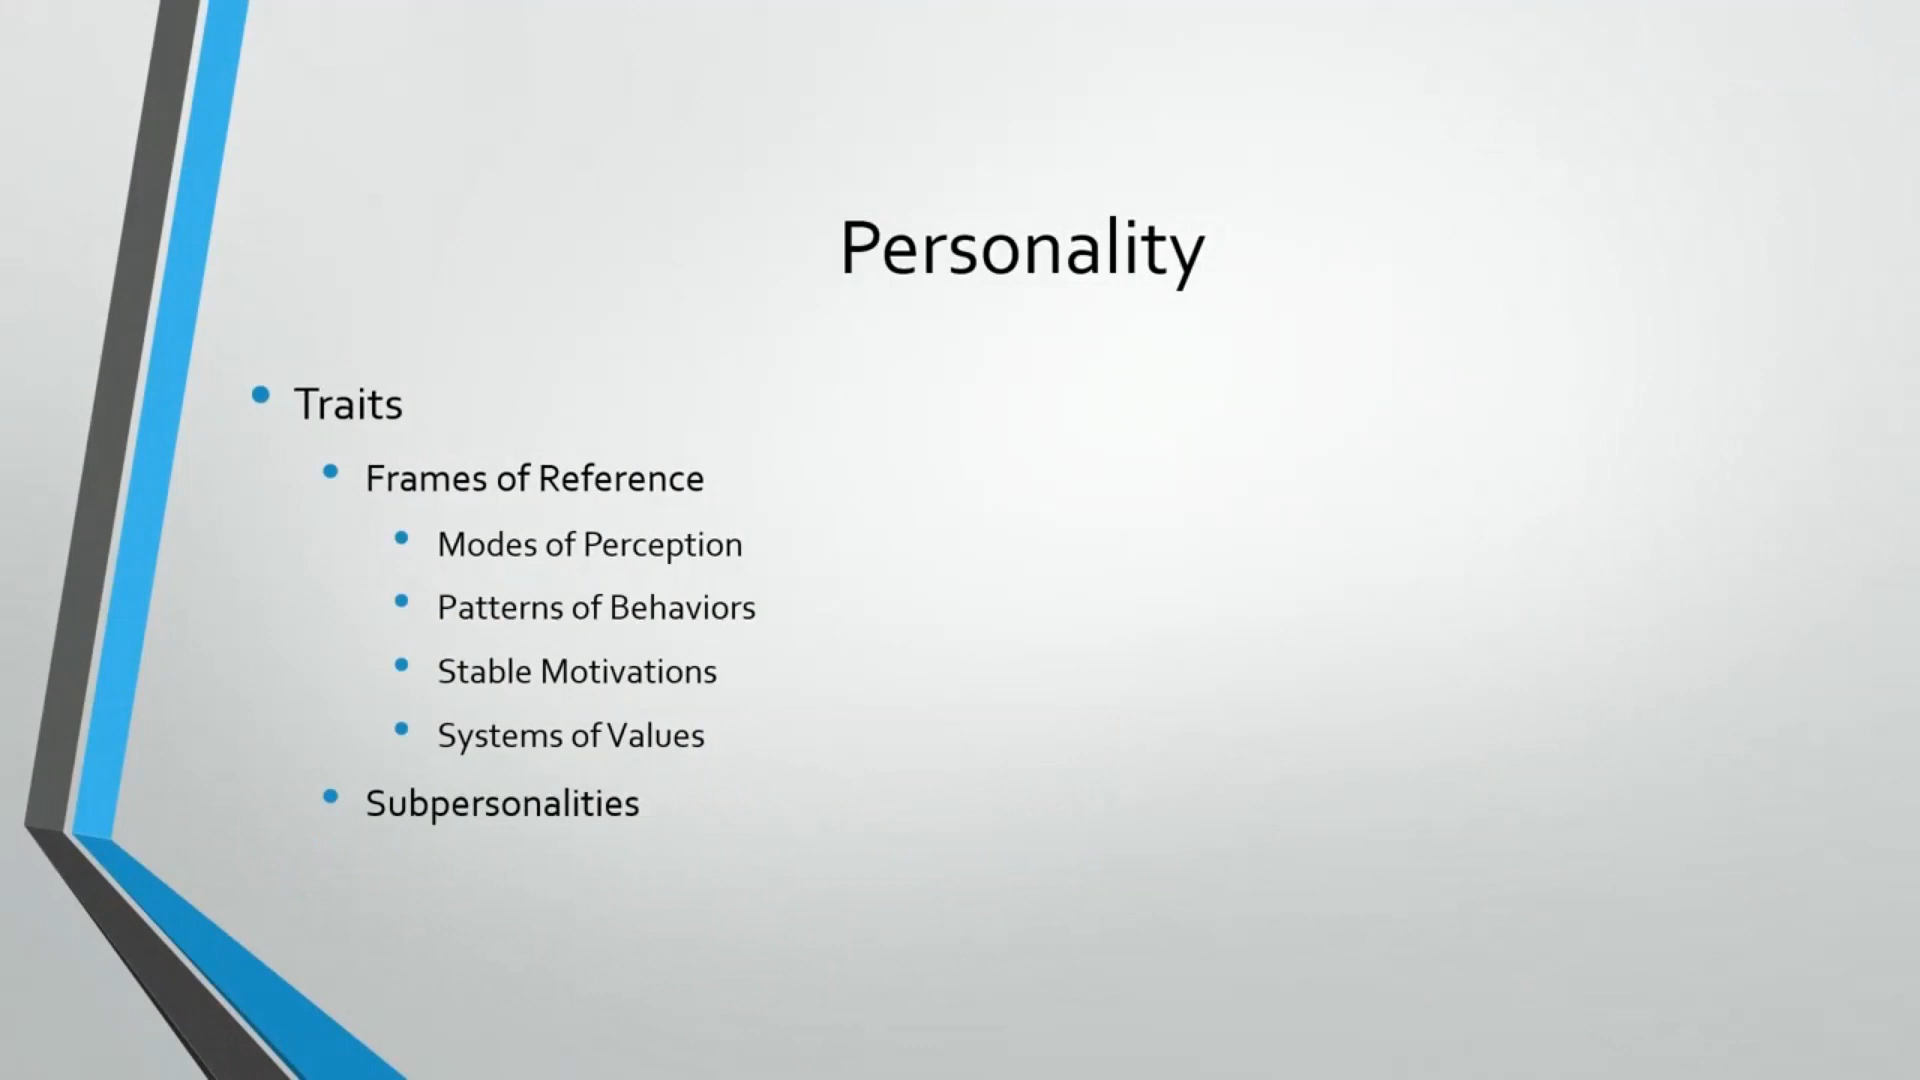 Personality
Traits
Frames of Reference
Modes of Perception
Patterns of Behaviors
Stable Motivations
Systems of Values
Subpersonalities